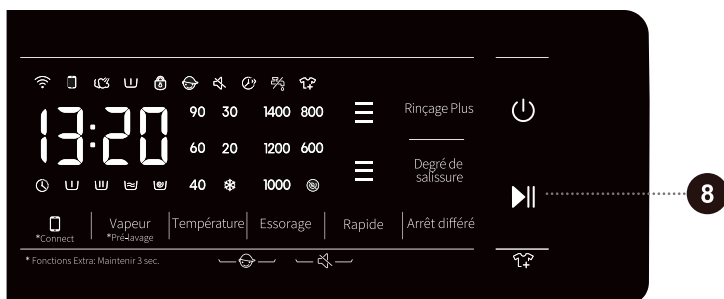 13:20
90 30 1400 800
60 20 1200 600
40 1000
Rinçage Plus
Degré de
salissure
8
Vapeur Température Essorage Rapide Arrêt différé
*Connect *Pré-lavage
* Fonctions Extra: Maintenir 3 sec.